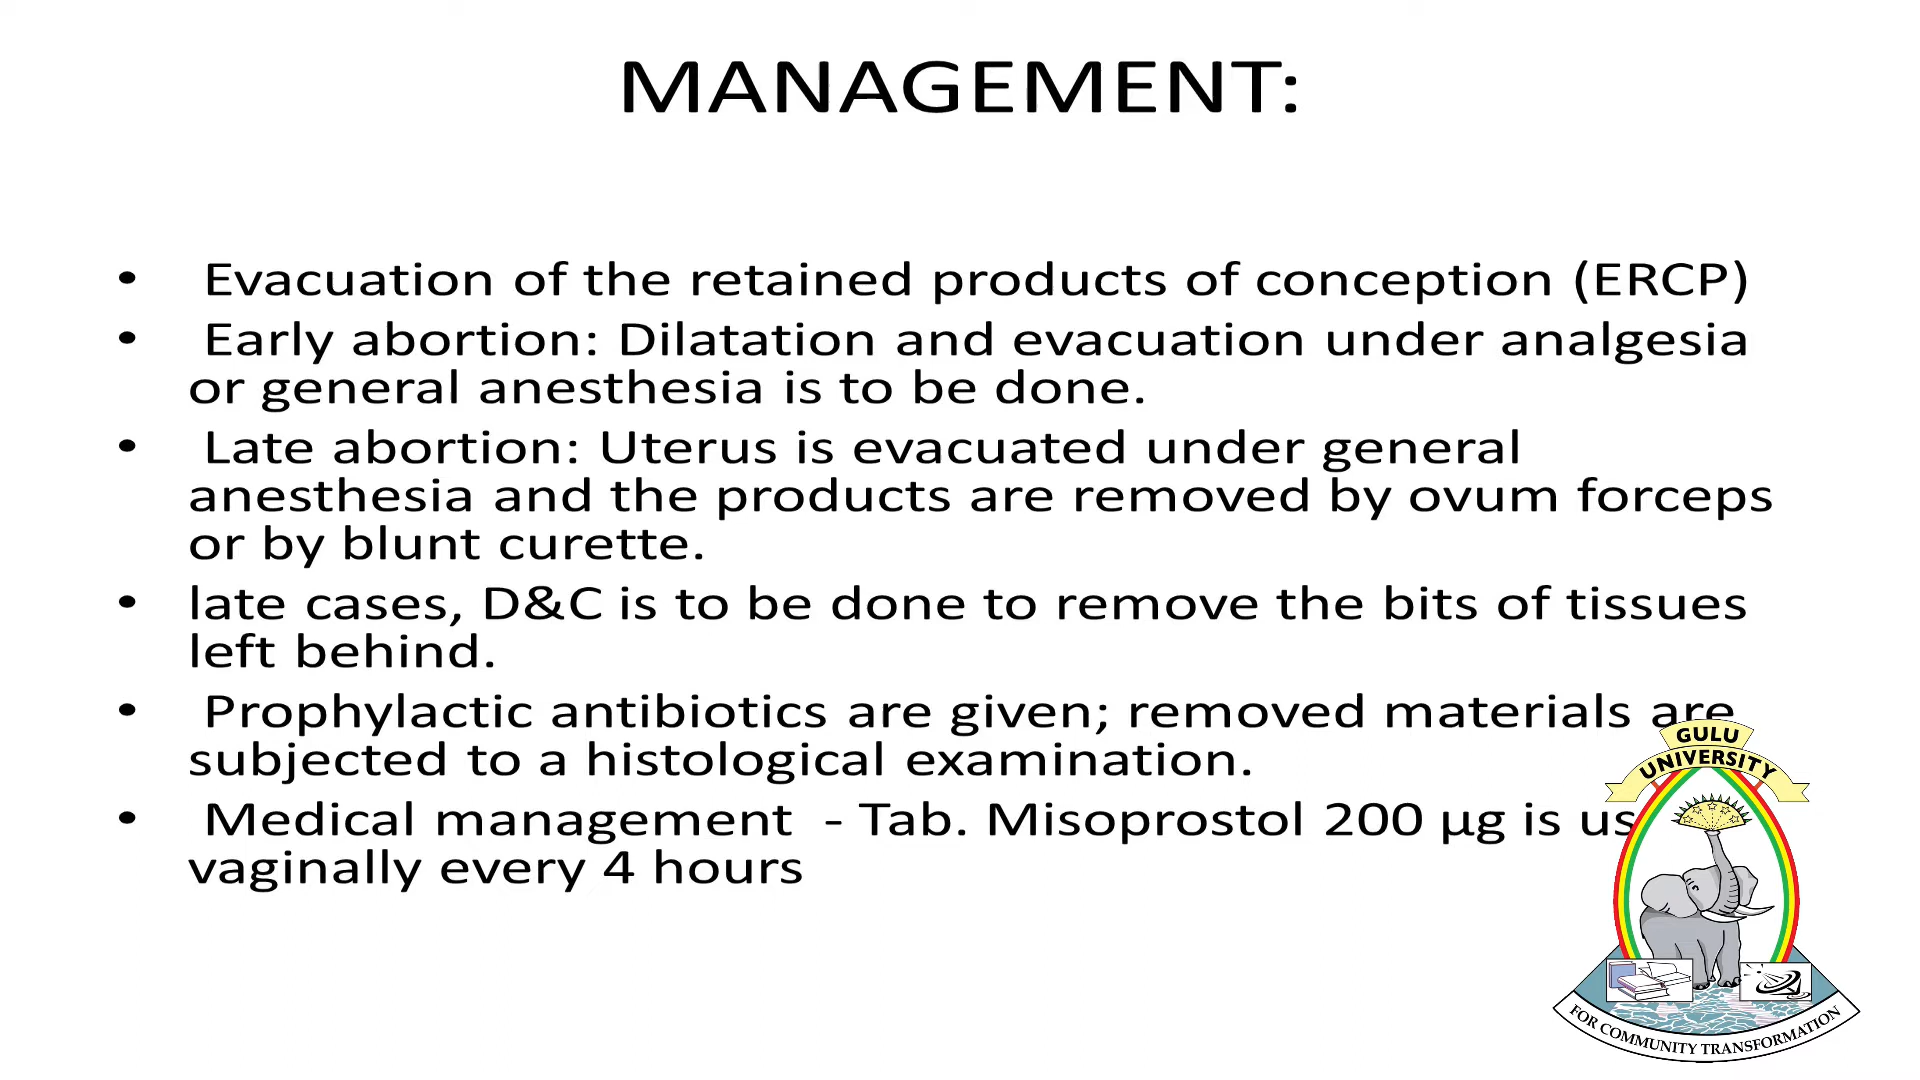 MANAGEMENT:
• Evacuation of the retained products of conception (ERCP)
• Early abortion: Dilatation and evacuation under analgesia
or general anesthesia is to be done.
• Late abortion: Uterus is evacuated under general
anesthesia and the products are removed by ovum forceps
or by blunt curette.
• late cases, D&C is to be done to remove the bits of tissues
left behind.
• Prophylactic antibiotics are given; removed materials are
subjected to a histological examination.
• Medical management - Tab. Misoprostol 200 µg is
vaginally every 4 hours
GULU
UNIVERSITY
FOR COMMUNITY TRANSFORMATION